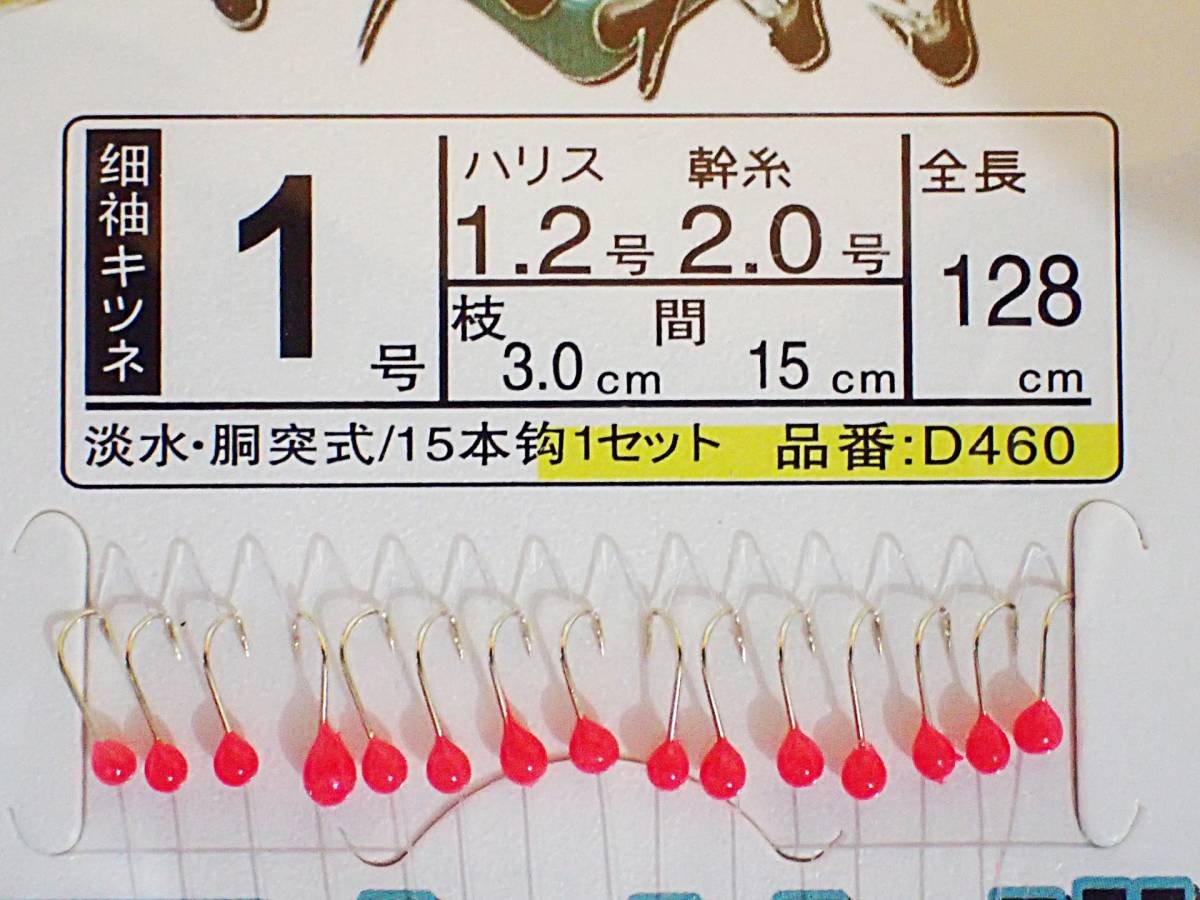 细袖キツネ
1号
ハリス 幹糸
1.2号 2.0号
枝 間
3.0cm 15cm
全長
128
cm
淡水・胴突式/15本钩1セット 品番:D460